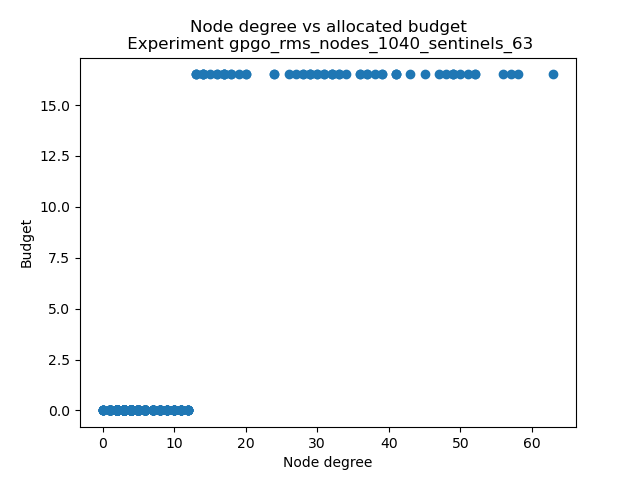 Node degree vs allocated budget
Experiment gpgo_rms_nodes_1040_sentinels_63
15.0
12.5
10.0
7.5
5.0
2.5
0.0
Budget
0 10 20 30 40 50 60
Node degree